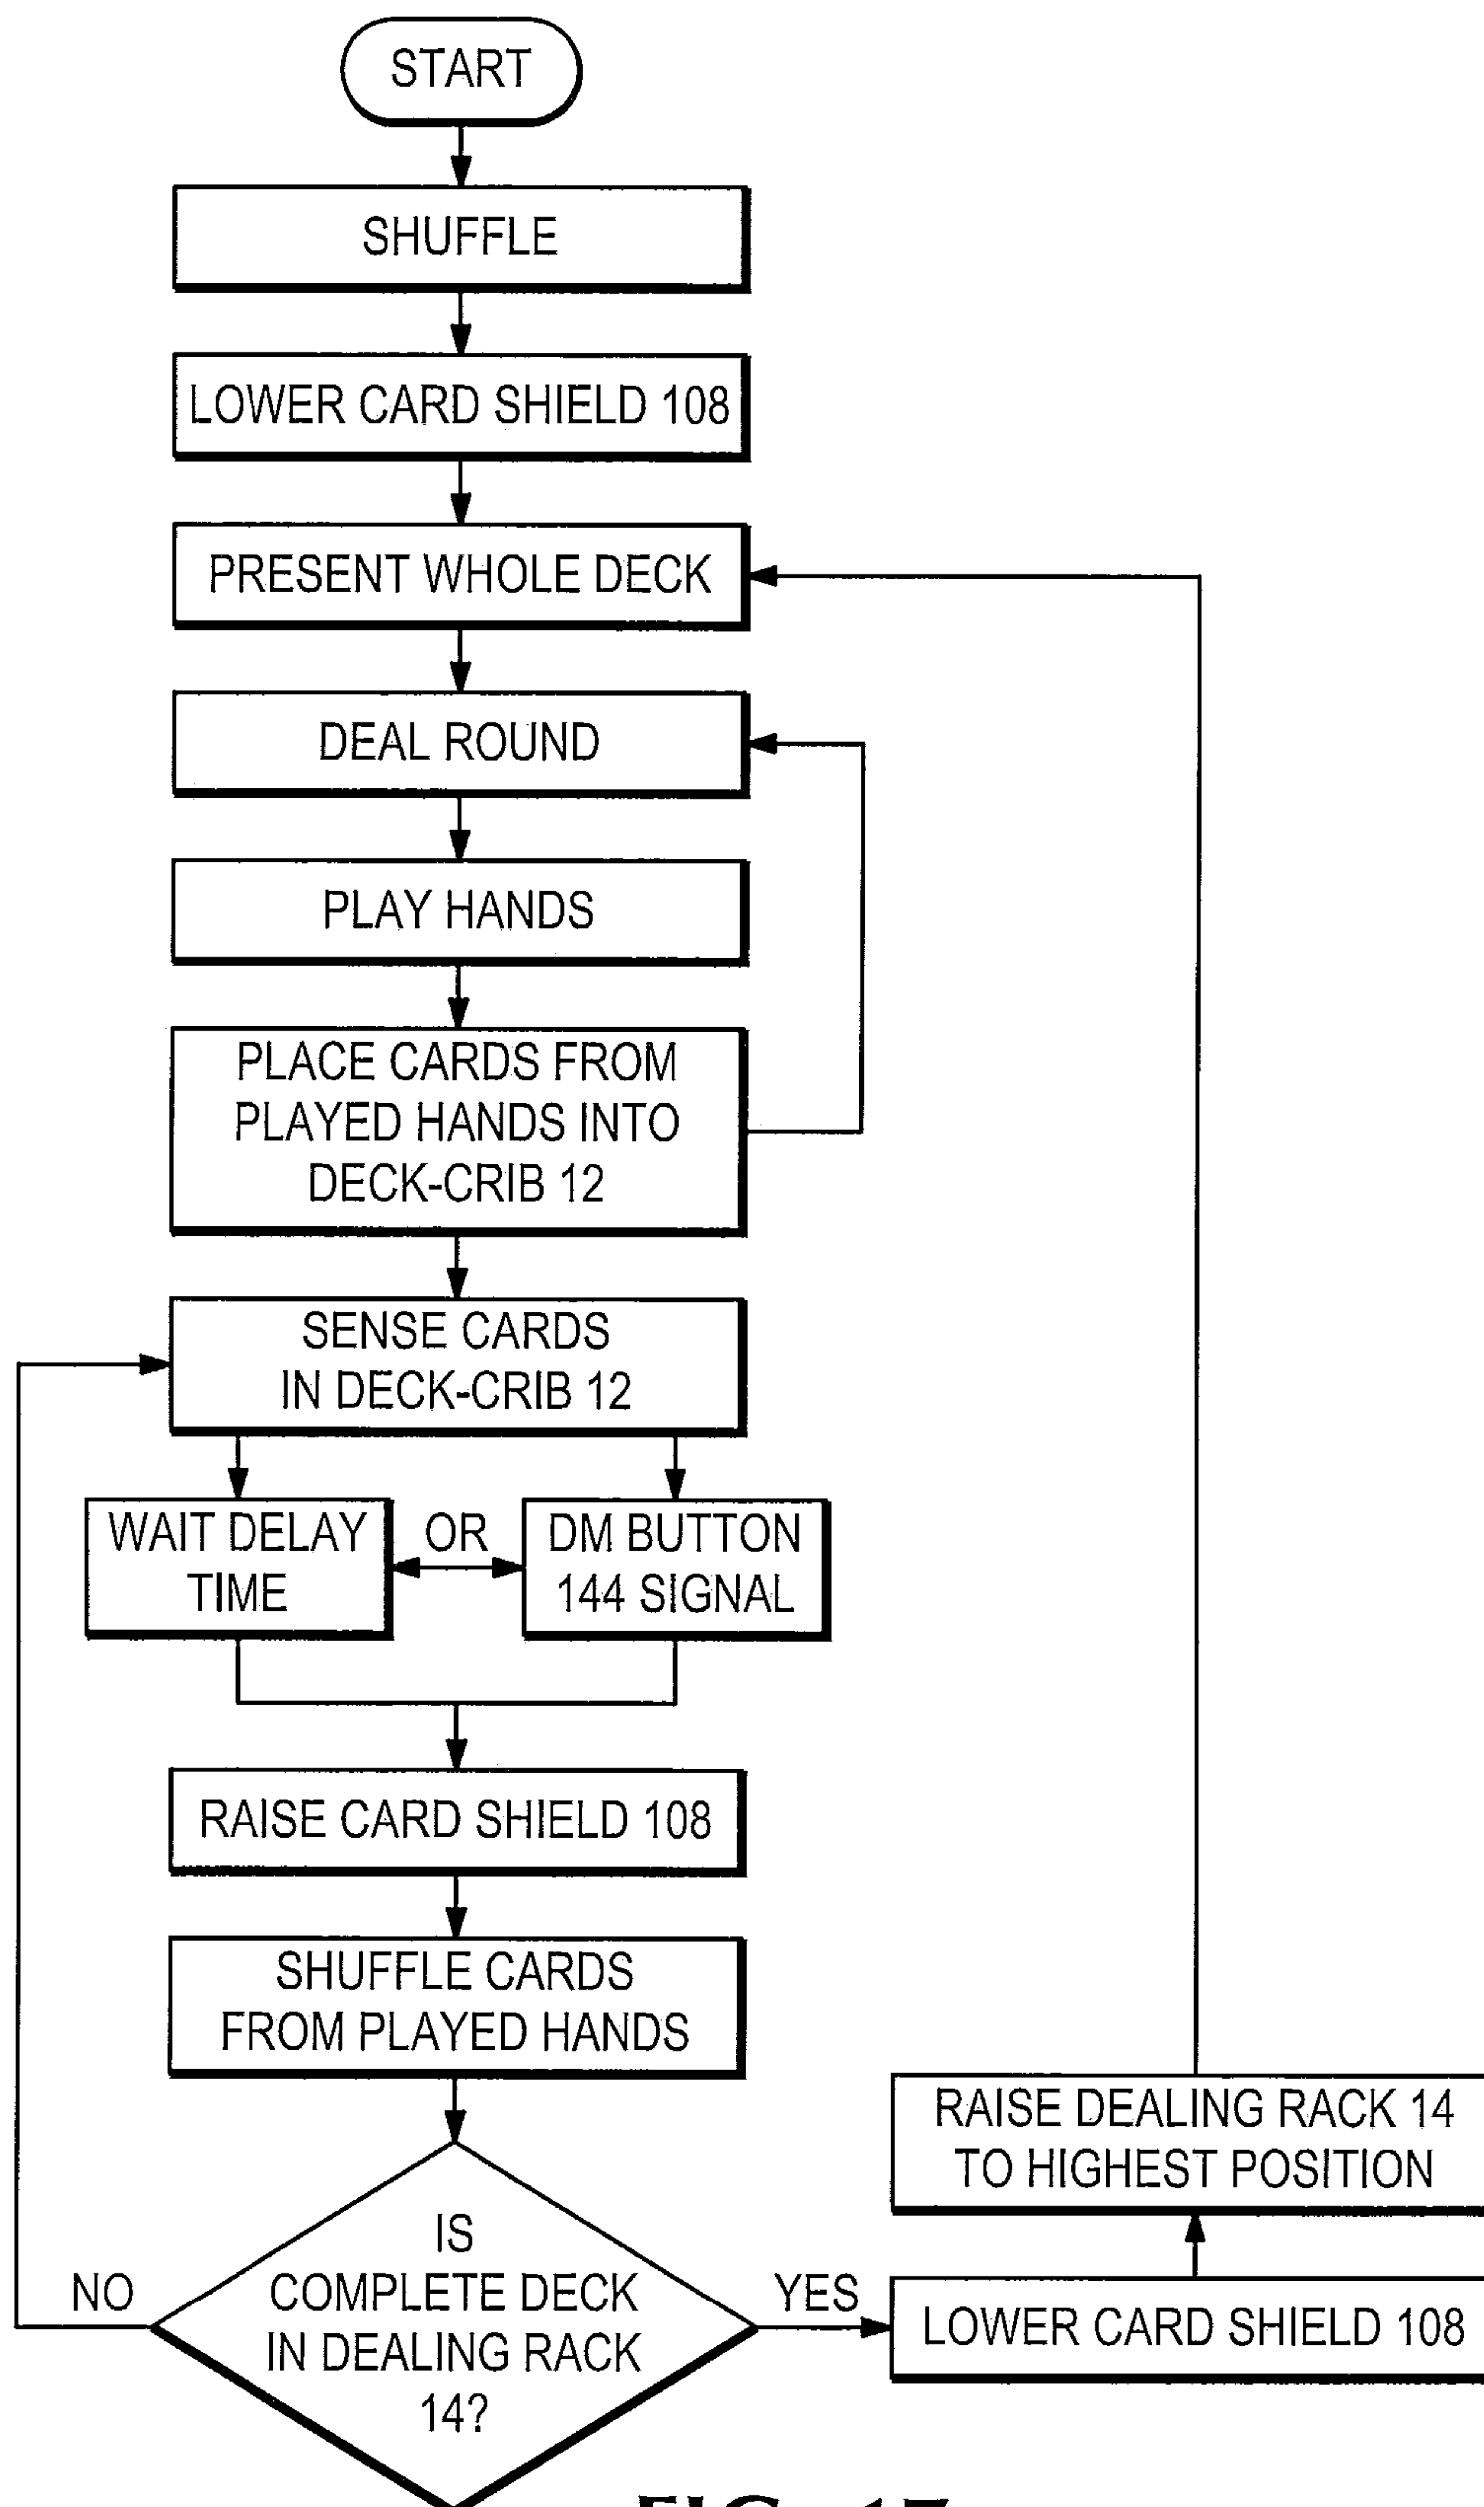 START
SHUFFLE
LOWER CARD SHIELD 108
PRESENT WHOLE DECK
DEAL ROUND
PLAY HANDS
PLACE CARDS FROM
PLAYED HANDS INTO
DECK-CRIB 12
SENSE CARDS
IN DECK-CRIB 12
WAIT DELAY
TIME
OR
DM BUTTON
144 SIGNAL
RAISE CARD SHIELD 108
SHUFFLE CARDS
FROM PLAYED HANDS
IS
COMPLETE DECK
IN DEALING RACK
14?
NO
YES
LOWER CARD SHIELD 108
RAISE DEALING RACK 14
TO HIGHEST POSITION